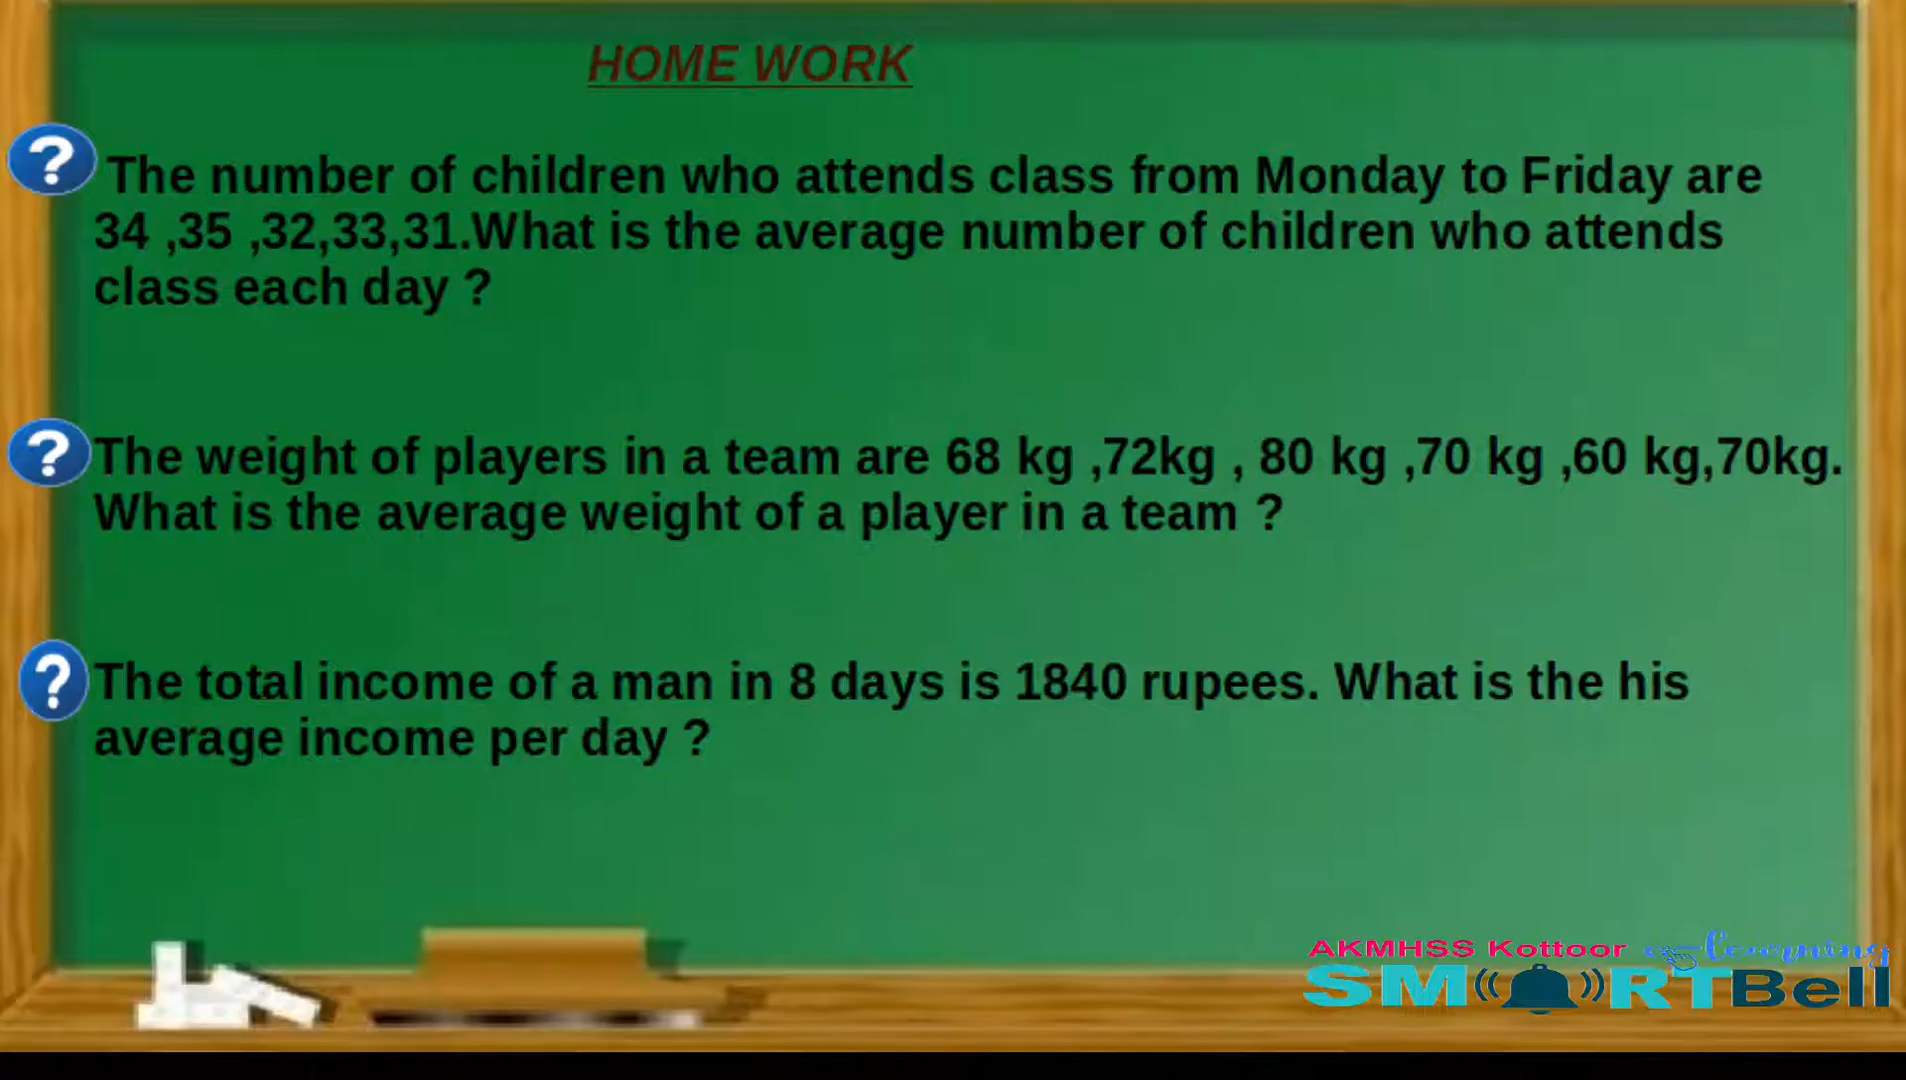 HOME WORK
The number of children who attends class from Monday to Friday are
34 ,35 ,32,33,31.What is the average number of children who attends
class each day ?
The weight of players in a team are 68 kg ,72kg , 80 kg ,70 kg ,60 kg,70kg.
What is the average weight of a player in a team ?
The total income of a man in 8 days is 1840 rupees. What is the his
average income per day ?
AKMHSS Kottoor e-learning
SMARTBell